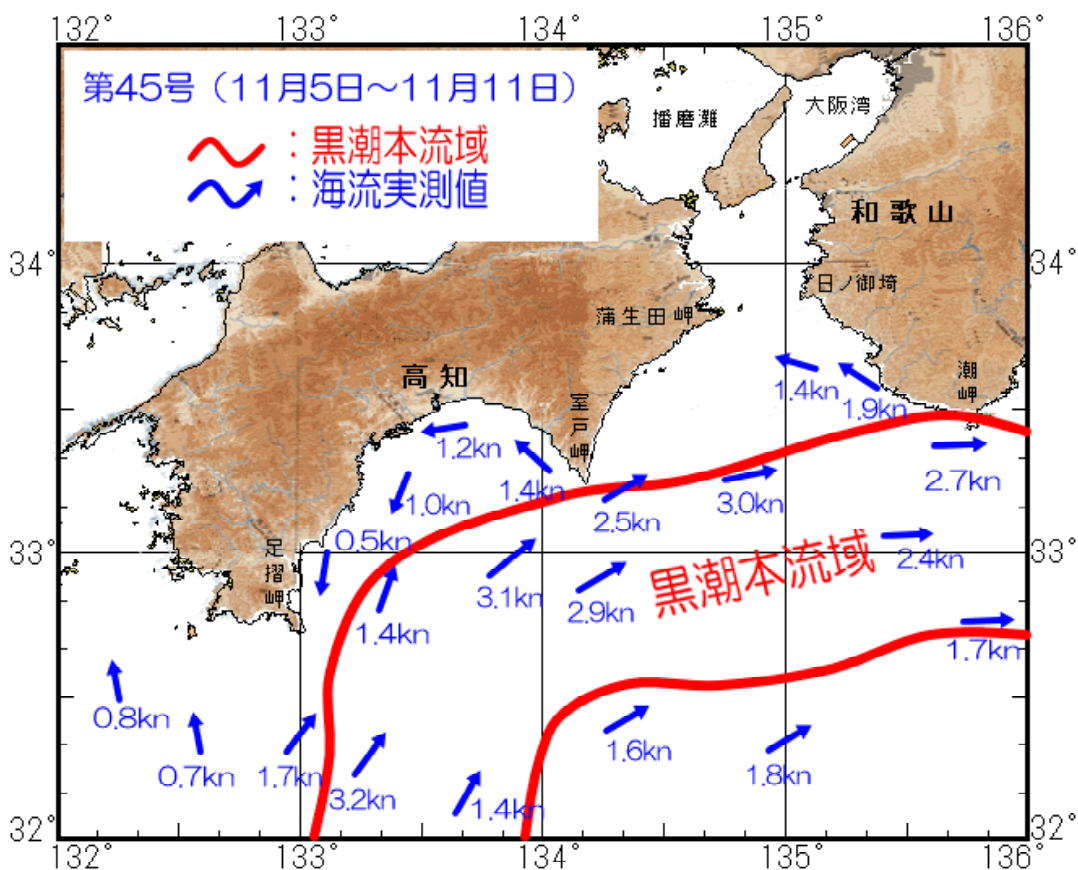 132° 133° 134° 135° 136°
第45号（11月5日～11月11日）
：黒潮本流域
：海流実測値
播磨灘
大阪湾
和歌山
34° 34°
日ノ御埼
蒲生田岬
高知
室戸岬
潮岬
1.4kn
1.9kn
1.2kn
1.4kn
2.7kn
1.0kn
2.5kn
3.0kn
0.5kn
33° 33°
足摺岬
2.4kn
黒潮本流域
3.1kn
2.9kn
1.4kn
1.7kn
0.8kn
0.7kn
1.7kn
3.2kn
1.4kn
1.6kn
1.8kn
32° 32°
132° 133° 134° 135° 136°